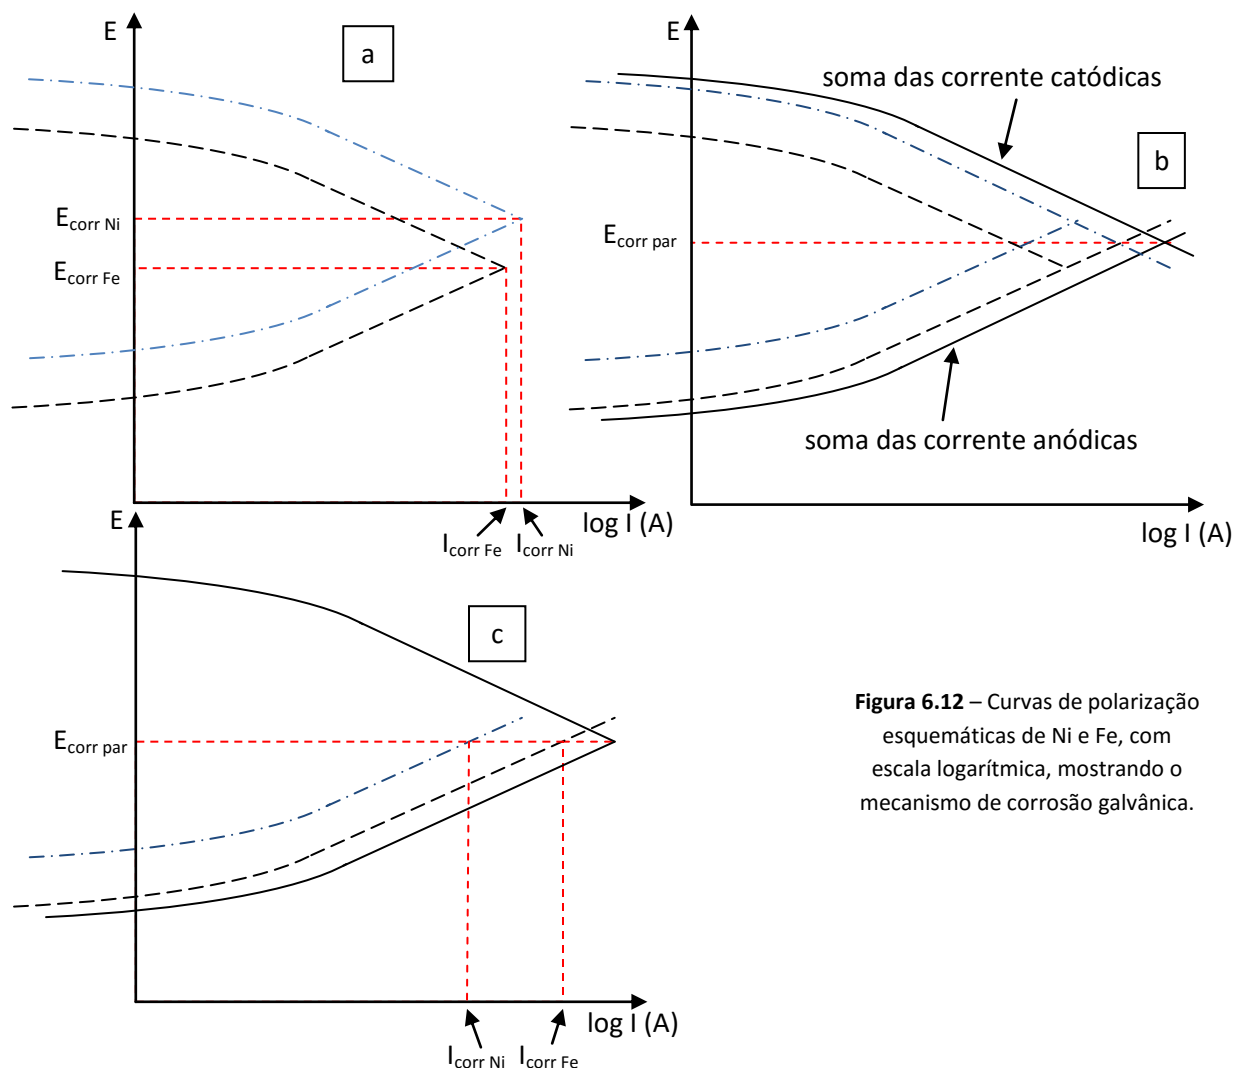 E
a
E corr Ni
E corr Fe
log I (A)
I corr Fe
I corr Ni
E
soma das corrente catódicas
b
E corr par
soma das corrente anódicas
log I (A)
E
c
E corr par
log I (A)
I corr Ni
I corr Fe
Figura 6.12 – Curvas de polarização
esquemáticas de Ni e Fe, com
escala logarítmica, mostrando o
mecanismo de corrosão galvânica.